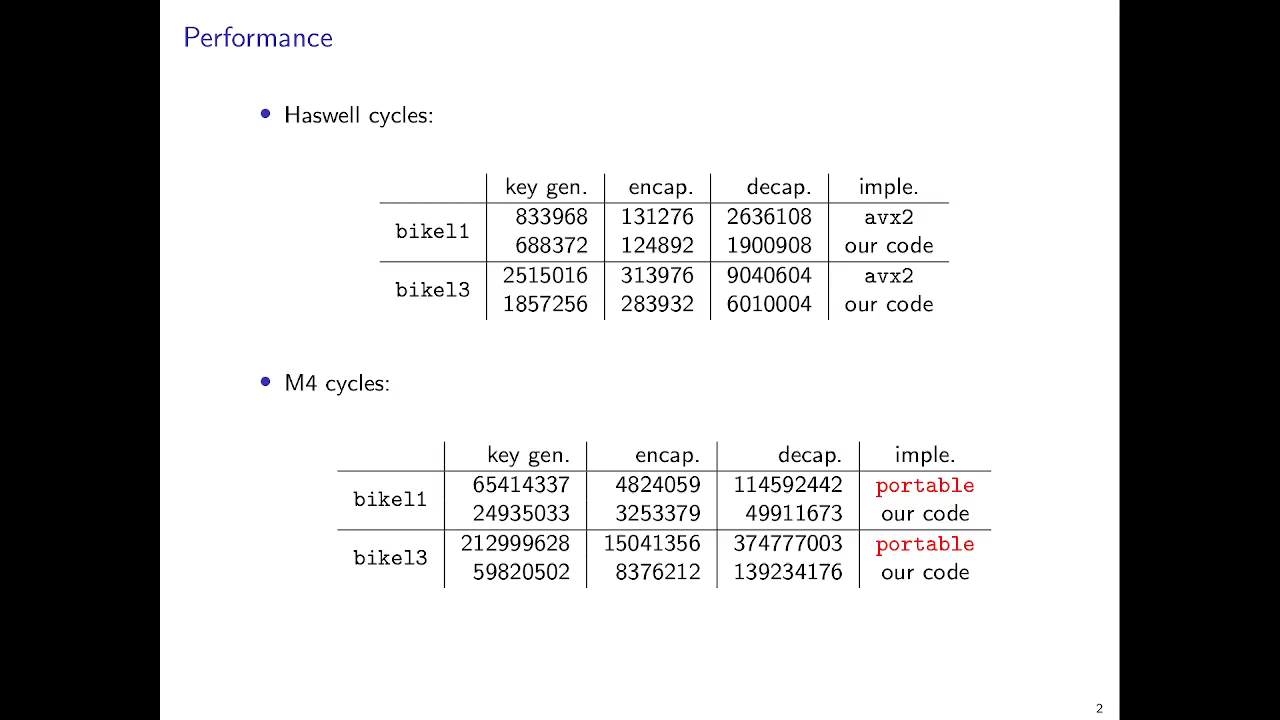 Performance
• Haswell cycles:
key gen. encap. decap. imple.
bikel1
833968 131276 2636108 avx2
688372 124892 1900908 our code
bikel3
2515016 313976 9040604 avx2
1857256 283932 6010004 our code
• M4 cycles:
key gen. encap. decap. imple.
bikel1
65414337 4824059 114592442 portable
24935033 3253379 49911673 our code
bikel3
212999628 15041356 374777003 portable
59820502 8376212 139234176 our code
2